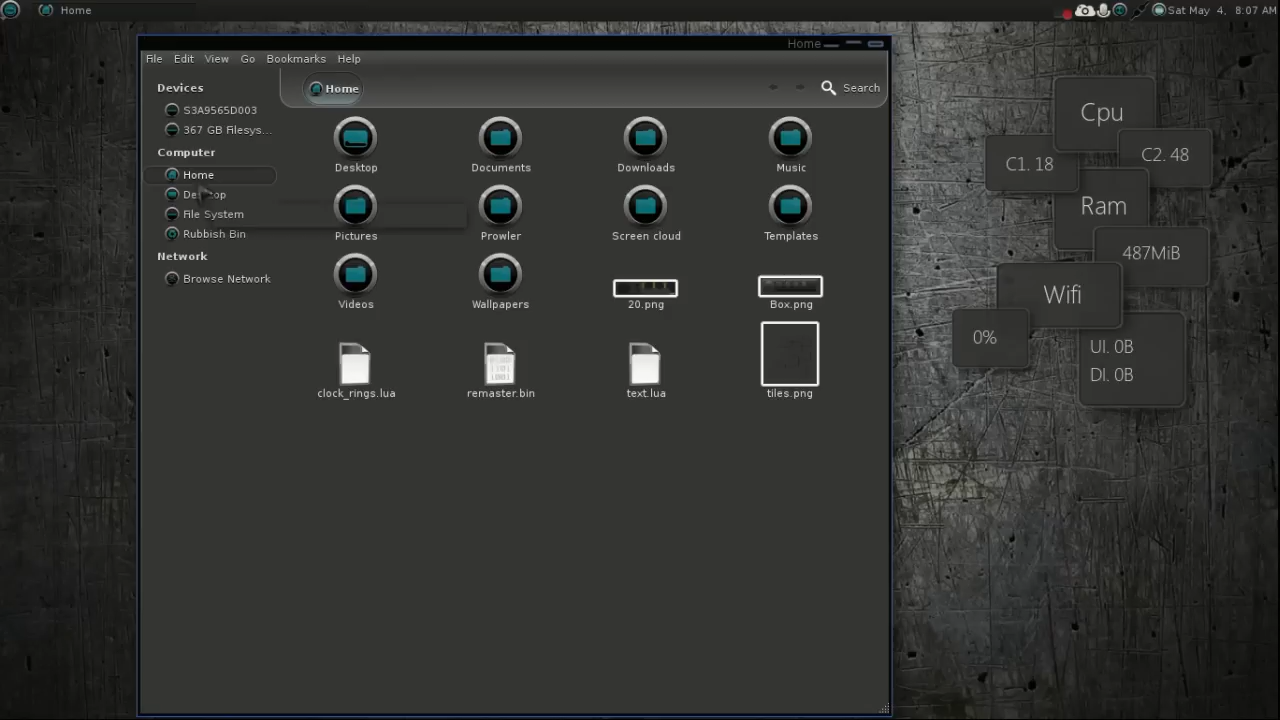 Home
Sat May 4, 8:07 AM
Home
File Edit View Go Bookmarks Help
Home
Search
Devices
S3A9565D003
367 GB Filesys...
Computer
Home
Desktop
File System
Rubbish Bin
Network
Browse Network
Desktop Documents Downloads Music
Pictures Prowler Screen cloud Templates
Videos Wallpapers 20.png Box.png
clock_rings.lua remaster.bin text.lua tiles.png
Cpu
C1. 18
C2. 48
Ram
487MiB
Wifi
0%
Ul. 0B
Dl. 0B